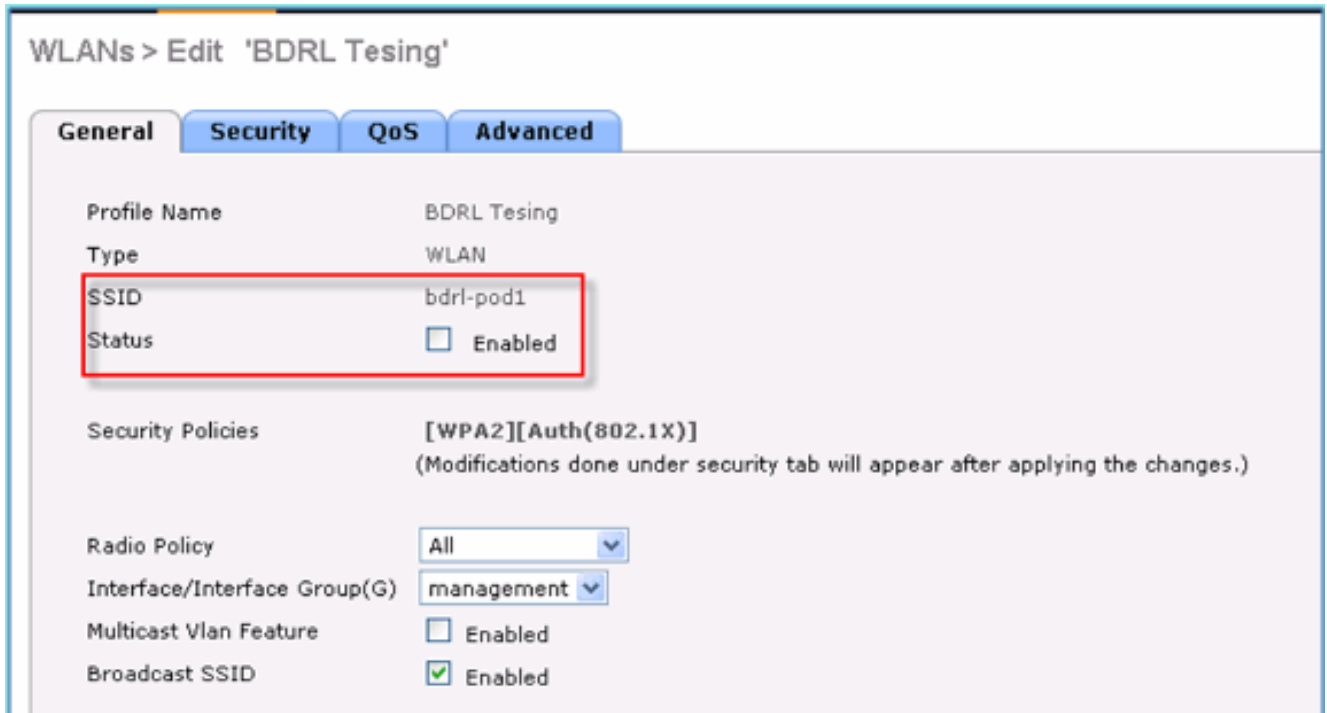 WLANs > Edit 'BDRL Tesing'
General Security QoS Advanced
Profile Name BDRL Tesing
Type WLAN
SSID bdrl-pod1
Status Enabled
Security Policies [WPA2][Auth(802.1X)]
(Modifications done under security tab will appear after applying the changes.)
Radio Policy All
Interface/Interface Group(G) management
Multicast Vlan Feature Enabled
Broadcast SSID Enabled